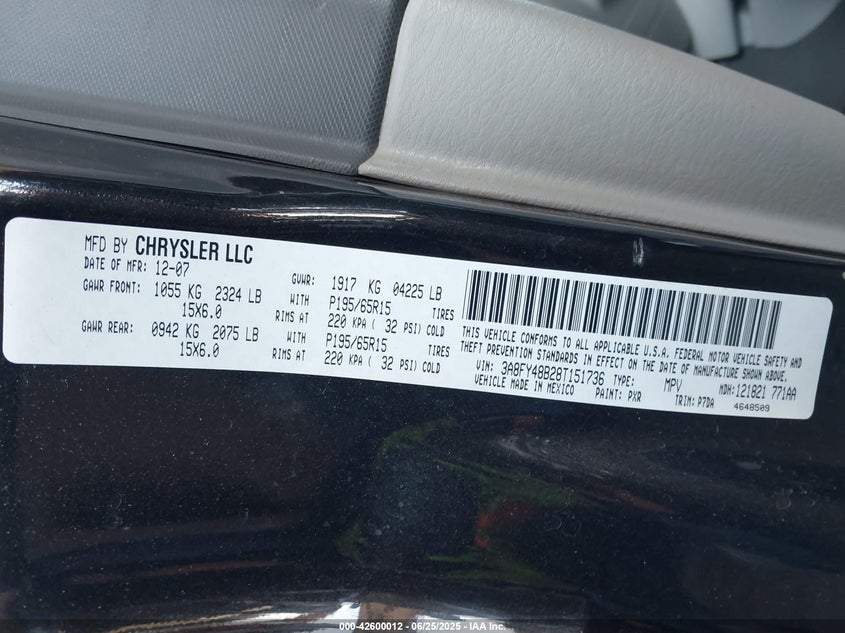 MFD BY CHRYSLER LLC
DATE OF MFR: 12-07 GVWR: 1917 KG 04225 LB
GAWR FRONT: 1055 KG 2324 LB WITH P195/65R15 TIRES
15X6.0 RIMS AT 220 KPA ( 32 PSI) COLD
GAWR REAR: 0942 KG 2075 LB WITH P195/65R15 TIRES
15X6.0 RIMS AT 220 KPA ( 32 PSI) COLD
THIS VEHICLE CONFORMS TO ALL APPLICABLE U.S.A. FEDERAL MOTOR VEHICLE SAFETY AND
THEFT PREVENTION STANDARDS IN EFFECT ON THE DATE OF MANUFACTURE SHOWN ABOVE.
VIN: 3A8FY48B28T151736 TYPE: MPV MDH: 121821 771AA
VEHICLE MADE IN MEXICO PAINT: PXR TRIM: P7DA
4648509
000-42600012 - 06/25/2025 - IAA Inc.